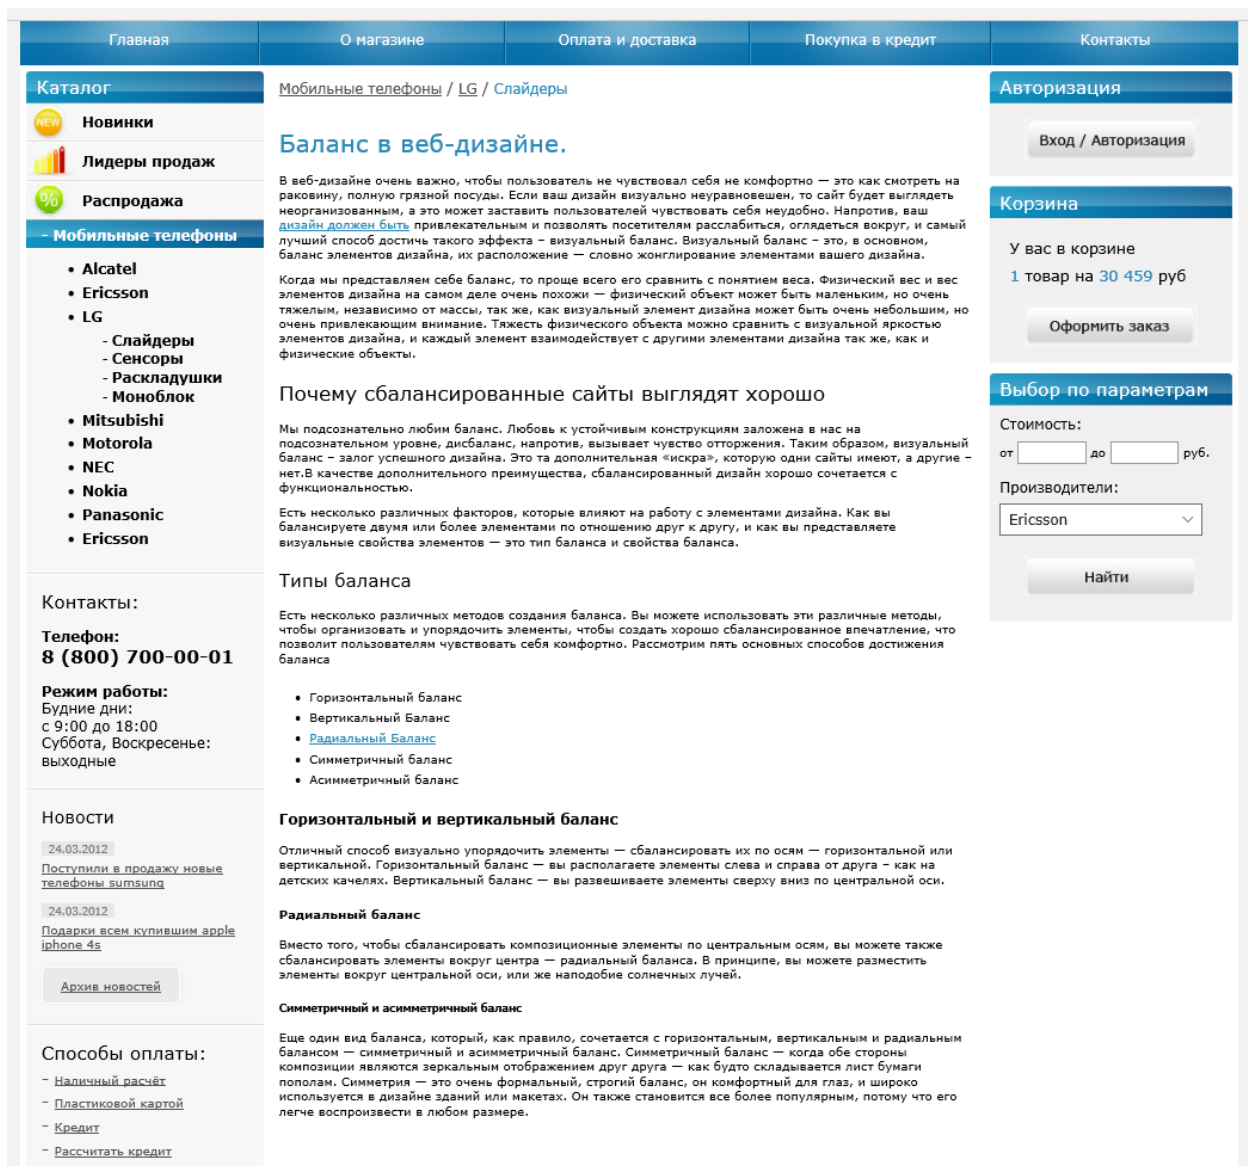 Главная
О магазине
Оплата и доставка
Покупка в кредит
Контакты
Каталог
NEW
Новинки
Лидеры продаж
%
Распродажа
- Мобильные телефоны
• Alcatel
• Ericsson
• LG
- Слайдеры
- Сенсоры
- Раскладушки
- Моноблок
• Mitsubishi
• Motorola
• NEC
• Nokia
• Panasonic
• Ericsson
Контакты:
Телефон:
8 (800) 700-00-01
Режим работы:
Будние дни:
с 9:00 до 18:00
Суббота, Воскресенье:
выходные
Новости
24.03.2012
Поступили в продажу новые
телефоны sumsung
24.03.2012
Подарки всем купившим apple
iphone 4s
Архив новостей
Способы оплаты:
- Наличный расчёт
- Пластиковой картой
- Кредит
- Рассчитать кредит
Мобильные телефоны / LG / Слайдеры
Баланс в веб-дизайне.
В веб-дизайне очень важно, чтобы пользователь не чувствовал себя не комфортно — это как смотреть на
раковину, полную грязной посуды. Если ваш дизайн визуально неуравновешен, то сайт будет выглядеть
неорганизованным, а это может заставить пользователей чувствовать себя неудобно. Напротив, ваш
дизайн должен быть привлекательным и позволять посетителям расслабиться, оглядеться вокруг, и самый
лучший способ достичь такого эффекта – визуальный баланс. Визуальный баланс – это, в основном,
баланс элементов дизайна, их расположение — словно жонглирование элементами вашего дизайна.
Когда мы представляем себе баланс, то проще всего его сравнить с понятием веса. Физический вес и вес
элементов дизайна на самом деле очень похожи — физический объект может быть маленьким, но очень
тяжелым, независимо от массы, так же, как визуальный элемент дизайна может быть очень небольшим, но
очень привлекающим внимание. Тяжесть физического объекта можно сравнить с визуальной яркостью
элементов дизайна, и каждый элемент взаимодействует с другими элементами дизайна так же, как и
физические объекты.
Почему сбалансированные сайты выглядят хорошо
Мы подсознательно любим баланс. Любовь к устойчивым конструкциям заложена в нас на
подсознательном уровне, дисбаланс, напротив, вызывает чувство отторжения. Таким образом, визуальный
баланс – залог успешного дизайна. Это та дополнительная «искра», которую одни сайты имеют, а другие –
нет.В качестве дополнительного преимущества, сбалансированный дизайн хорошо сочетается с
функциональностью.
Есть несколько различных факторов, которые влияют на работу с элементами дизайна. Как вы
балансируете двумя или более элементами по отношению друг к другу, и как вы представляете
визуальные свойства элементов — это тип баланса и свойства баланса.
Типы баланса
Есть несколько различных методов создания баланса. Вы можете использовать эти различные методы,
чтобы организовать и упорядочить элементы, чтобы создать хорошо сбалансированное впечатление, что
позволит пользователям чувствовать себя комфортно. Рассмотрим пять основных способов достижения
баланса
• Горизонтальный баланс
• Вертикальный Баланс
• Радиальный Баланс
• Симметричный баланс
• Асимметричный баланс
Горизонтальный и вертикальный баланс
Отличный способ визуально упорядочить элементы — сбалансировать их по осям — горизонтальной или
вертикальной. Горизонтальный баланс — вы располагаете элементы слева и справа от друга – как на
детских качелях. Вертикальный баланс — вы развешиваете элементы сверху вниз по центральной оси.
Радиальный баланс
Вместо того, чтобы сбалансировать композиционные элементы по центральным осям, вы можете также
сбалансировать элементы вокруг центра — радиальный баланса. В принципе, вы можете разместить
элементы вокруг центральной оси, или же наподобие солнечных лучей.
Симметричный и асимметричный баланс
Еще один вид баланса, который, как правило, сочетается с горизонтальным, вертикальным и радиальным
балансом — симметричный и асимметричный баланс. Симметричный баланс — когда обе стороны
композиции являются зеркальным отображением друг друга — как будто складывается лист бумаги
пополам. Симметрия — это очень формальный, строгий баланс, он комфортный для глаз, и широко
используется в дизайне зданий или макетах. Он также становится все более популярным, потому что его
легче воспроизвести в любом размере.
Авторизация
Вход / Авторизация
Корзина
У вас в корзине
1 товар на 30 459 руб
Оформить заказ
Выбор по параметрам
Стоимость:
от до руб.
Производители:
Ericsson
Найти